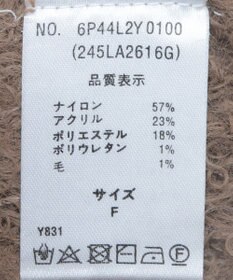 NO. 6P44L2Y0100
(245LA2616G)
品質表示
ナイロン 57%
アクリル 23%
ポリエステル 18%
ポリウレタン 1%
毛 1%
サイズ
F
Y831